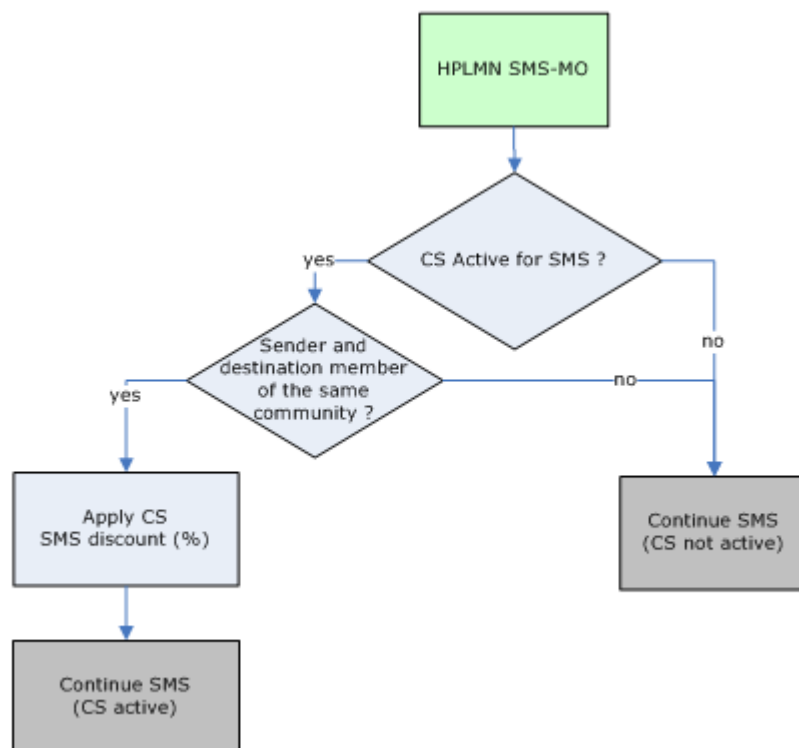 HPLMN SMS-MO
CS Active for SMS ?
yes
no
Sender and
destination member
of the same
community ?
yes
no
Apply CS
SMS discount (%)
Continue SMS
(CS not active)
Continue SMS
(CS active)